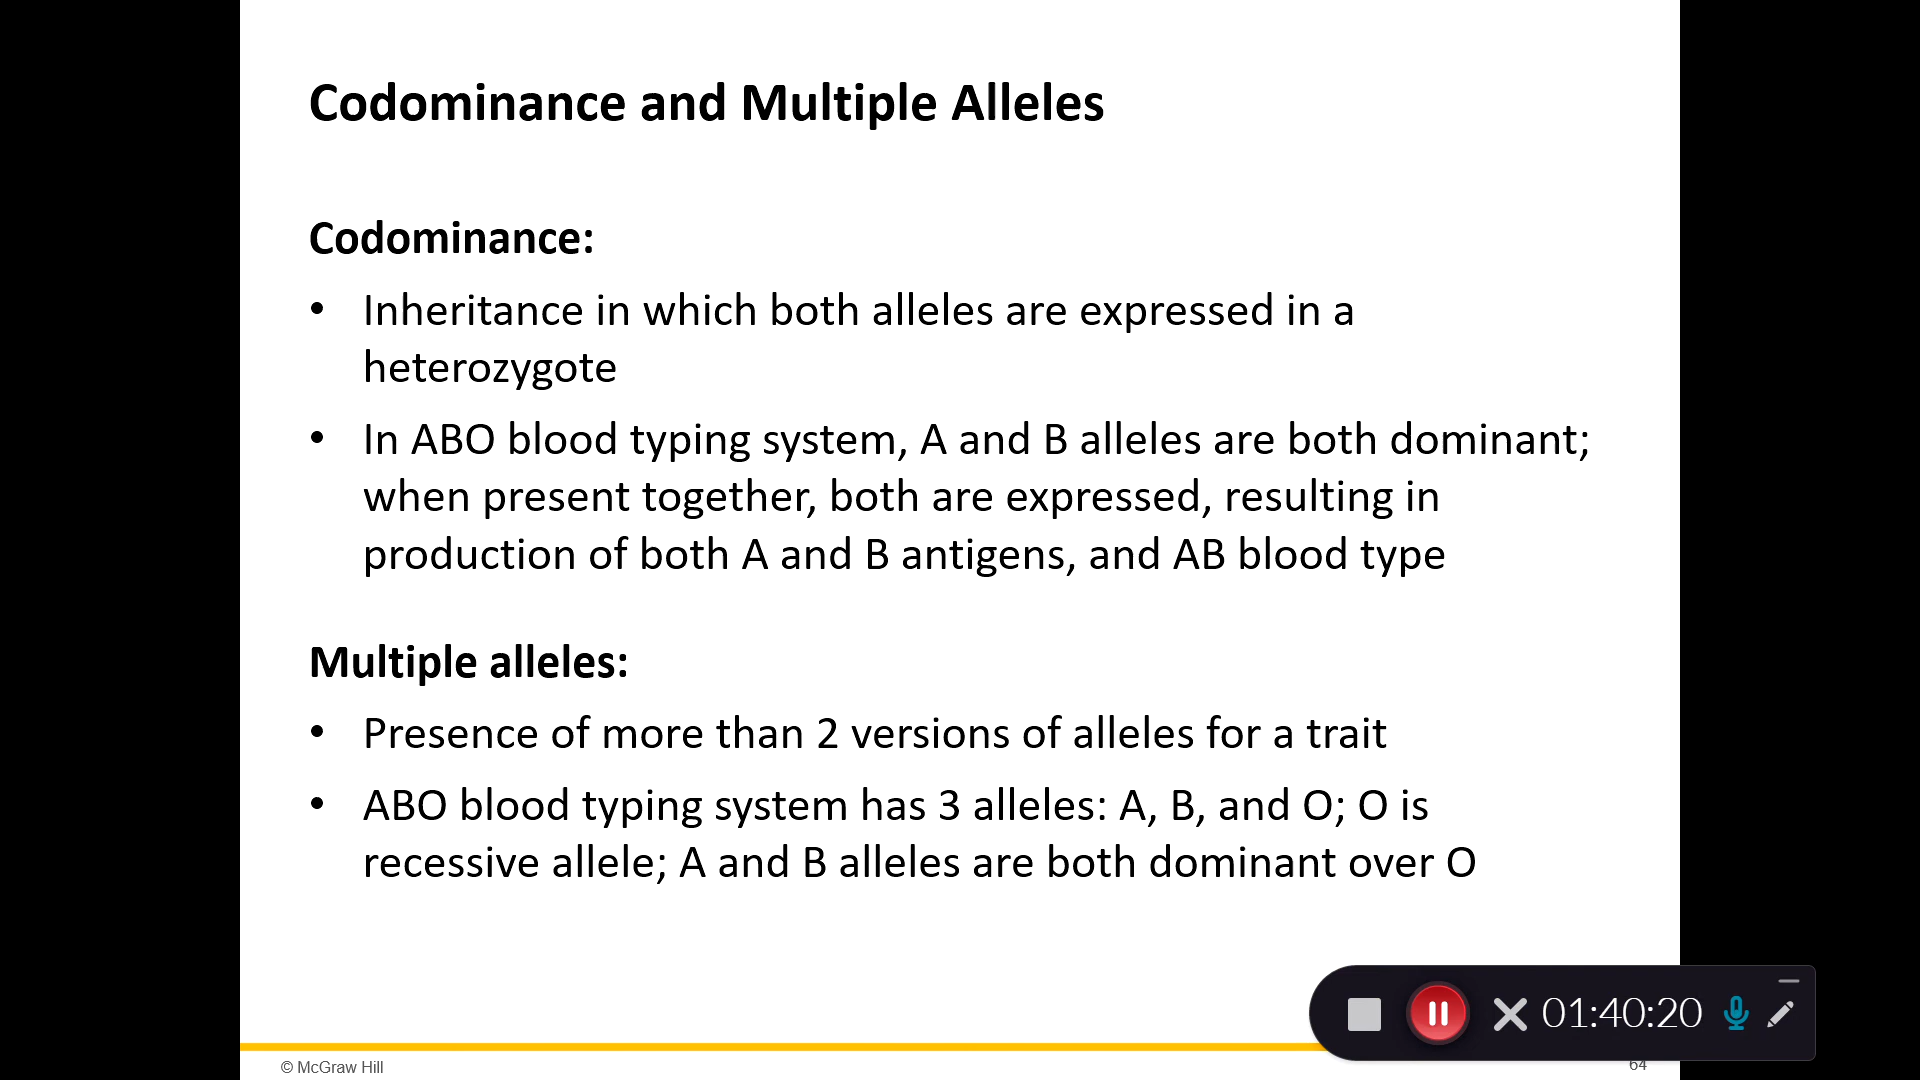 Codominance and Multiple Alleles
Codominance:
• Inheritance in which both alleles are expressed in a
heterozygote
• In ABO blood typing system, A and B alleles are both dominant;
when present together, both are expressed, resulting in
production of both A and B antigens, and AB blood type
Multiple alleles:
• Presence of more than 2 versions of alleles for a trait
• ABO blood typing system has 3 alleles: A, B, and O; O is
recessive allele; A and B alleles are both dominant over O
01:40:20
© McGraw Hill
64